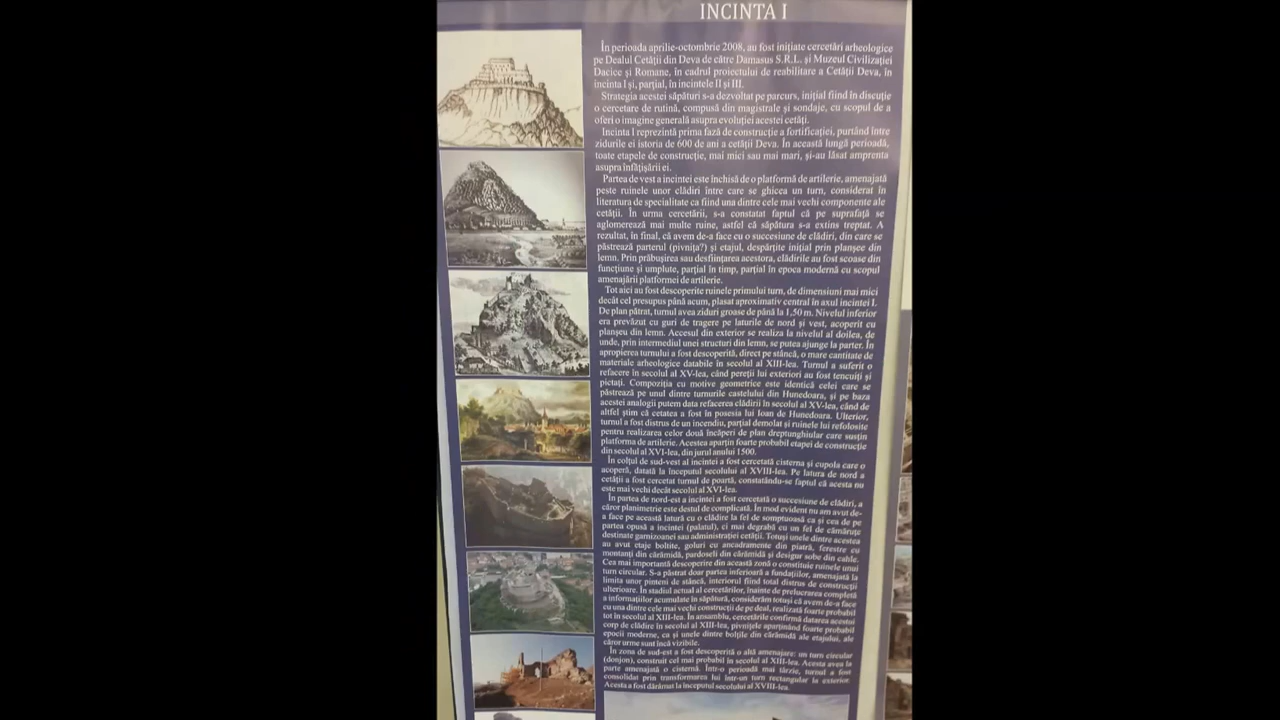 INCINTA I
În perioada aprilie-octombrie 2008, au fost inițiate cercetări arheologice
pe Dealul Cetății din Deva de către Damasus S.R.L. și Muzeul Civilizației
Dacice și Romane, în cadrul proiectului de reabilitare a Cetății Deva, în
incinta I și, parțial, în incintele II și III.
Strategia acestei săpături s-a dezvoltat pe parcurs, inițial fiind în discuție
o cercetare de rutină, compusă din magistrale și sondaje, cu scopul de a
oferi o imagine generală asupra evoluției acestei cetăți.
Incinta I reprezintă prima fază de construcție a fortificației, purtând între
zidurile ei istoria de 600 de ani a cetății Deva. În această lungă perioadă,
toate etapele de construcție, mai mici sau mai mari, și-au lăsat amprenta
asupra înfățișării ei.
Partea de vest a incintei este închisă de o platformă de artilerie, amenajată
peste ruinele unor clădiri între care se ghicea un turn, considerat în
literatura de specialitate ca fiind una dintre cele mai vechi componente ale
cetății. În urma cercetării, s-a constatat faptul că pe suprafață se
aglomerează mai multe ruine, astfel că săpătura s-a extins treptat. A
rezultat, în final, că avem de-a face cu o succesiune de clădiri, din care se
păstrează parterul (pivnița?) și etajul, despărțite inițial prin planșee din
lemn. Prin prăbușirea sau desființarea acestora, clădirile au fost scoase din
funcțiune și umplute, parțial în timp, parțial în epoca modernă cu scopul
amenajării platformei de artilerie.
Tot aici au fost descoperite ruinele primului turn, de dimensiuni mai mici
decât cel presupus până acum, plasat aproximativ central în axul incintei I.
De plan pătrat, turnul avea ziduri groase de până la 1,50 m. Nivelul inferior
era prevăzut cu guri de tragere pe laturile de nord și vest, acoperit cu
planșeu din lemn. Accesul din exterior se realiza la nivelul al doilea, de
unde, prin intermediul unei structuri din lemn, se putea ajunge la parter. În
apropierea turnului a fost descoperită, direct pe stâncă, o mare cantitate de
materiale arheologice databile în secolul al XIII-lea. Turnul a suferit o
refacere în secolul al XV-lea, când pereții lui exteriori au fost tencuiți și
pictați. Compoziția cu motive geometrice este identică celei care se
păstrează pe unul dintre turnurile castelului din Hunedoara, și pe baza
acestei analogii putem data refacerea clădirii în secolul al XV-lea, când de
altfel știm că cetatea a fost în posesia lui Ioan de Hunedoara. Ulterior,
turnul a fost distrus de un incendiu, parțial demolat și ruinele lui refolosite
pentru realizarea celor două încăperi de plan dreptunghiular care susțin
platforma de artilerie. Acestea aparțin foarte probabil etapei de construcție
din secolul al XVI-lea, din jurul anului 1500.
În colțul de sud-vest al incintei a fost cercetată cisterna și cupola care o
acoperă, datată la începutul secolului al XVIII-lea. Pe latura de nord a
cetății a fost cercetat turnul de poartă, constatându-se faptul că acesta nu
este mai vechi decât secolul al XVI-lea.
În partea de nord-est a incintei a fost cercetată o succesiune de clădiri, a
căror planimetrie este destul de complicată. În mod evident nu am avut de-
a face pe această latură cu o clădire la fel de somptuoasă ca și cea de pe
partea opusă a incintei (palatul), ci mai degrabă cu un fel de cămăruțe
destinate garnizoanei sau administrației cetății. Totuși unele dintre acestea
au avut etaje boltite, goluri cu ancadramente din piatră, ferestre cu
montanți din cărămidă, pardoseli din cărămidă și desigur sobe din cahle.
Cea mai importantă descoperire din această zonă o constituie ruinele unui
turn circular. S-a păstrat doar partea inferioară a fundațiilor, amenajată la
limita unor pinteni de stâncă, interiorul fiind total distrus de construcții
ulterioare. În stadiul actual al cercetărilor, înainte de prelucrarea completă
a informațiilor acumulate în săpătură, considerăm totuși că avem de-a face
cu una dintre cele mai vechi construcții de pe deal, realizată foarte probabil
tot în secolul al XIII-lea. În ansamblu, cercetările confirmă datarea acestui
corp de clădire în secolul al XIII-lea, pivnițele aparținând foarte probabil
epocii moderne, ca și unele dintre bolțile din cărămidă ale etajului, ale
căror urme sunt încă vizibile.
În zona de sud-est a fost descoperită o altă amenajare: un turn circular
(donjon), construit cel mai probabil în secolul al XIII-lea. Acesta avea la
parte amenajată o cisternă. Într-o perioadă mai târzie, turnul a fost
consolidat prin transformarea lui într-un turn rectangular la exterior.
Acesta a fost dărâmat la începutul secolului al XVIII-lea.